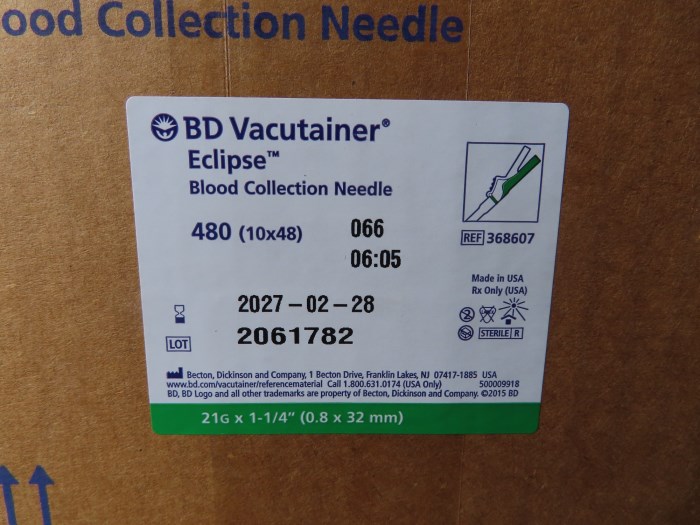 ood Collection Needle
BD Vacutainer®
Eclipse™
Blood Collection Needle
480 (10x48)
066
06:05
REF 368607
Made in USA
Rx Only (USA)
2027-02-28
LOT 2061782
2
STERILE R
Becton, Dickinson and Company, 1 Becton Drive, Franklin Lakes, NJ 07417-1885 USA
www.bd.com/vacutainer/referencematerial Call 1.800.631.0174 (USA Only) 500009918
BD, BD Logo and all other trademarks are property of Becton, Dickinson and Company. ©2015 BD
21G x 1-1/4" (0.8 x 32 mm)